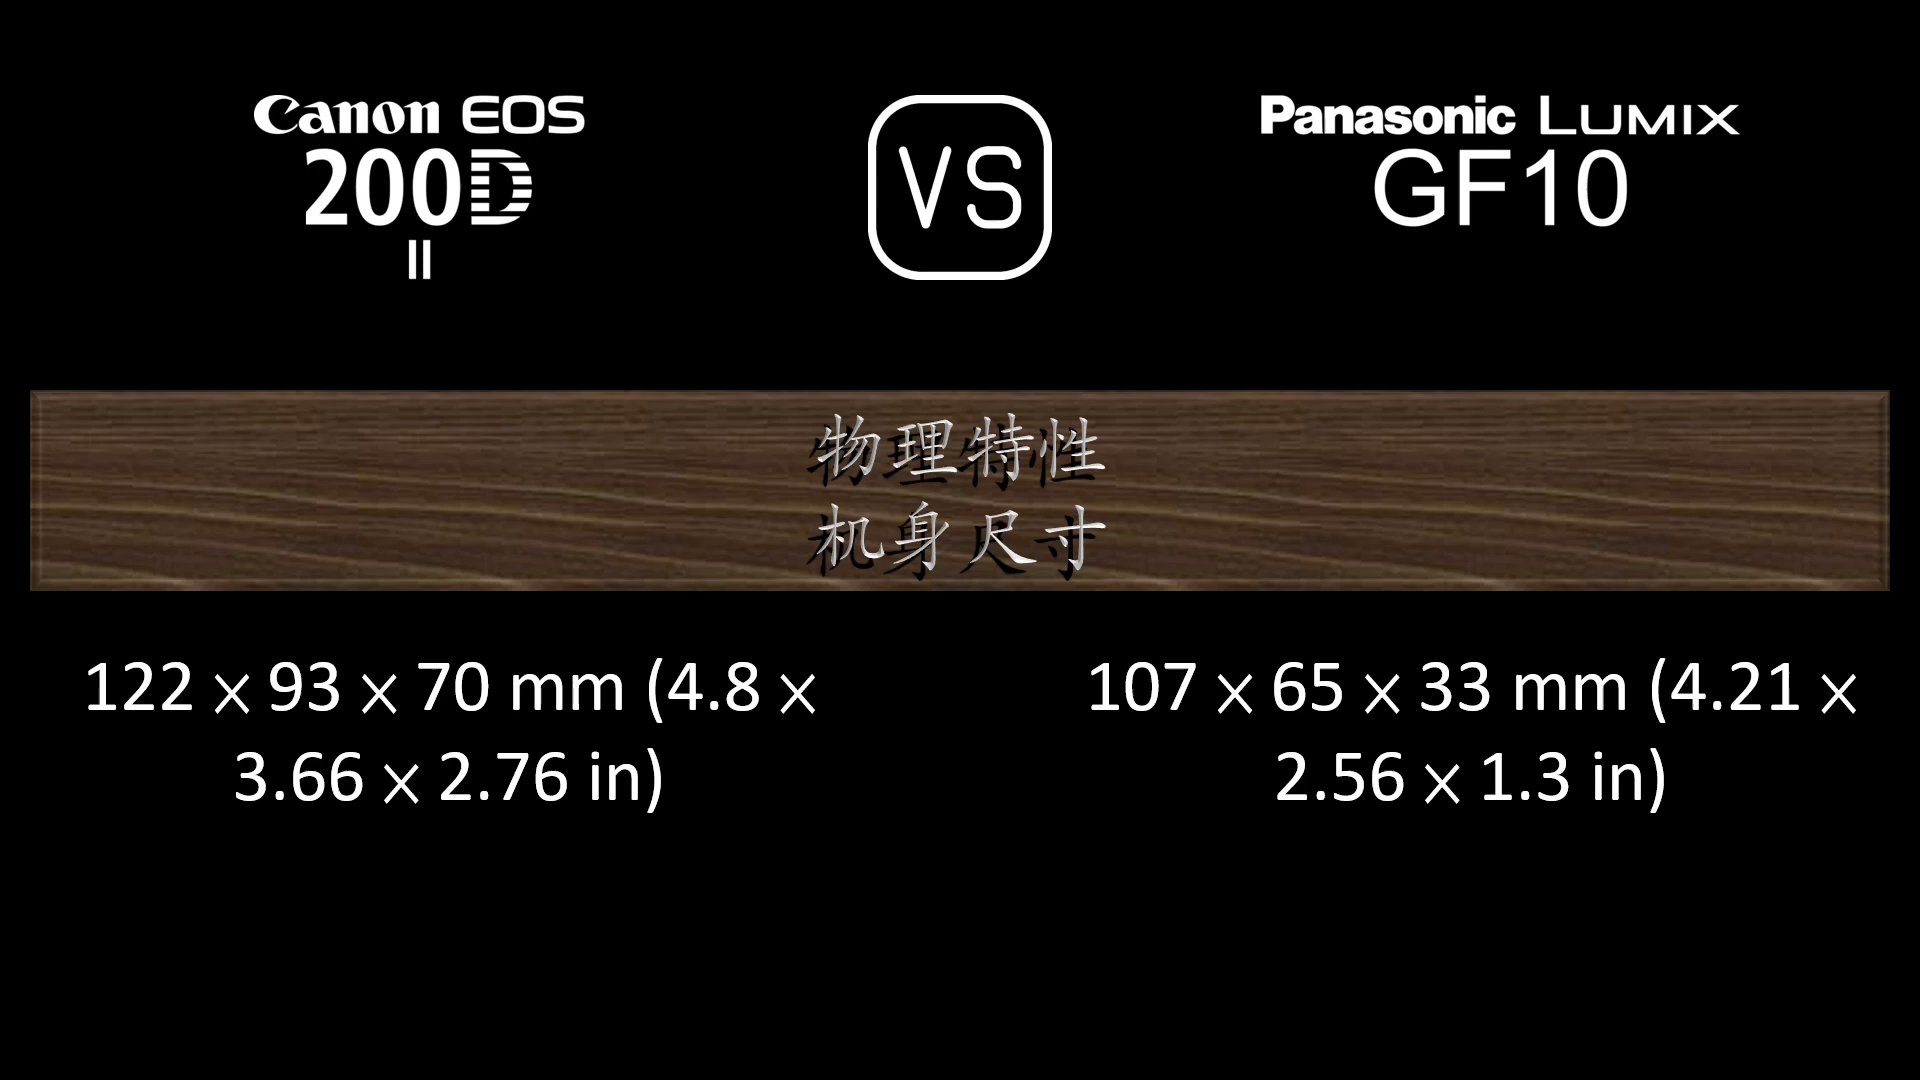 Canon EOS
200D
II
VS
Panasonic LUMIX
GF10
物理特性
机身尺寸
122 x 93 x 70 mm (4.8 x
3.66 x 2.76 in)
107 x 65 x 33 mm (4.21 x
2.56 x 1.3 in)